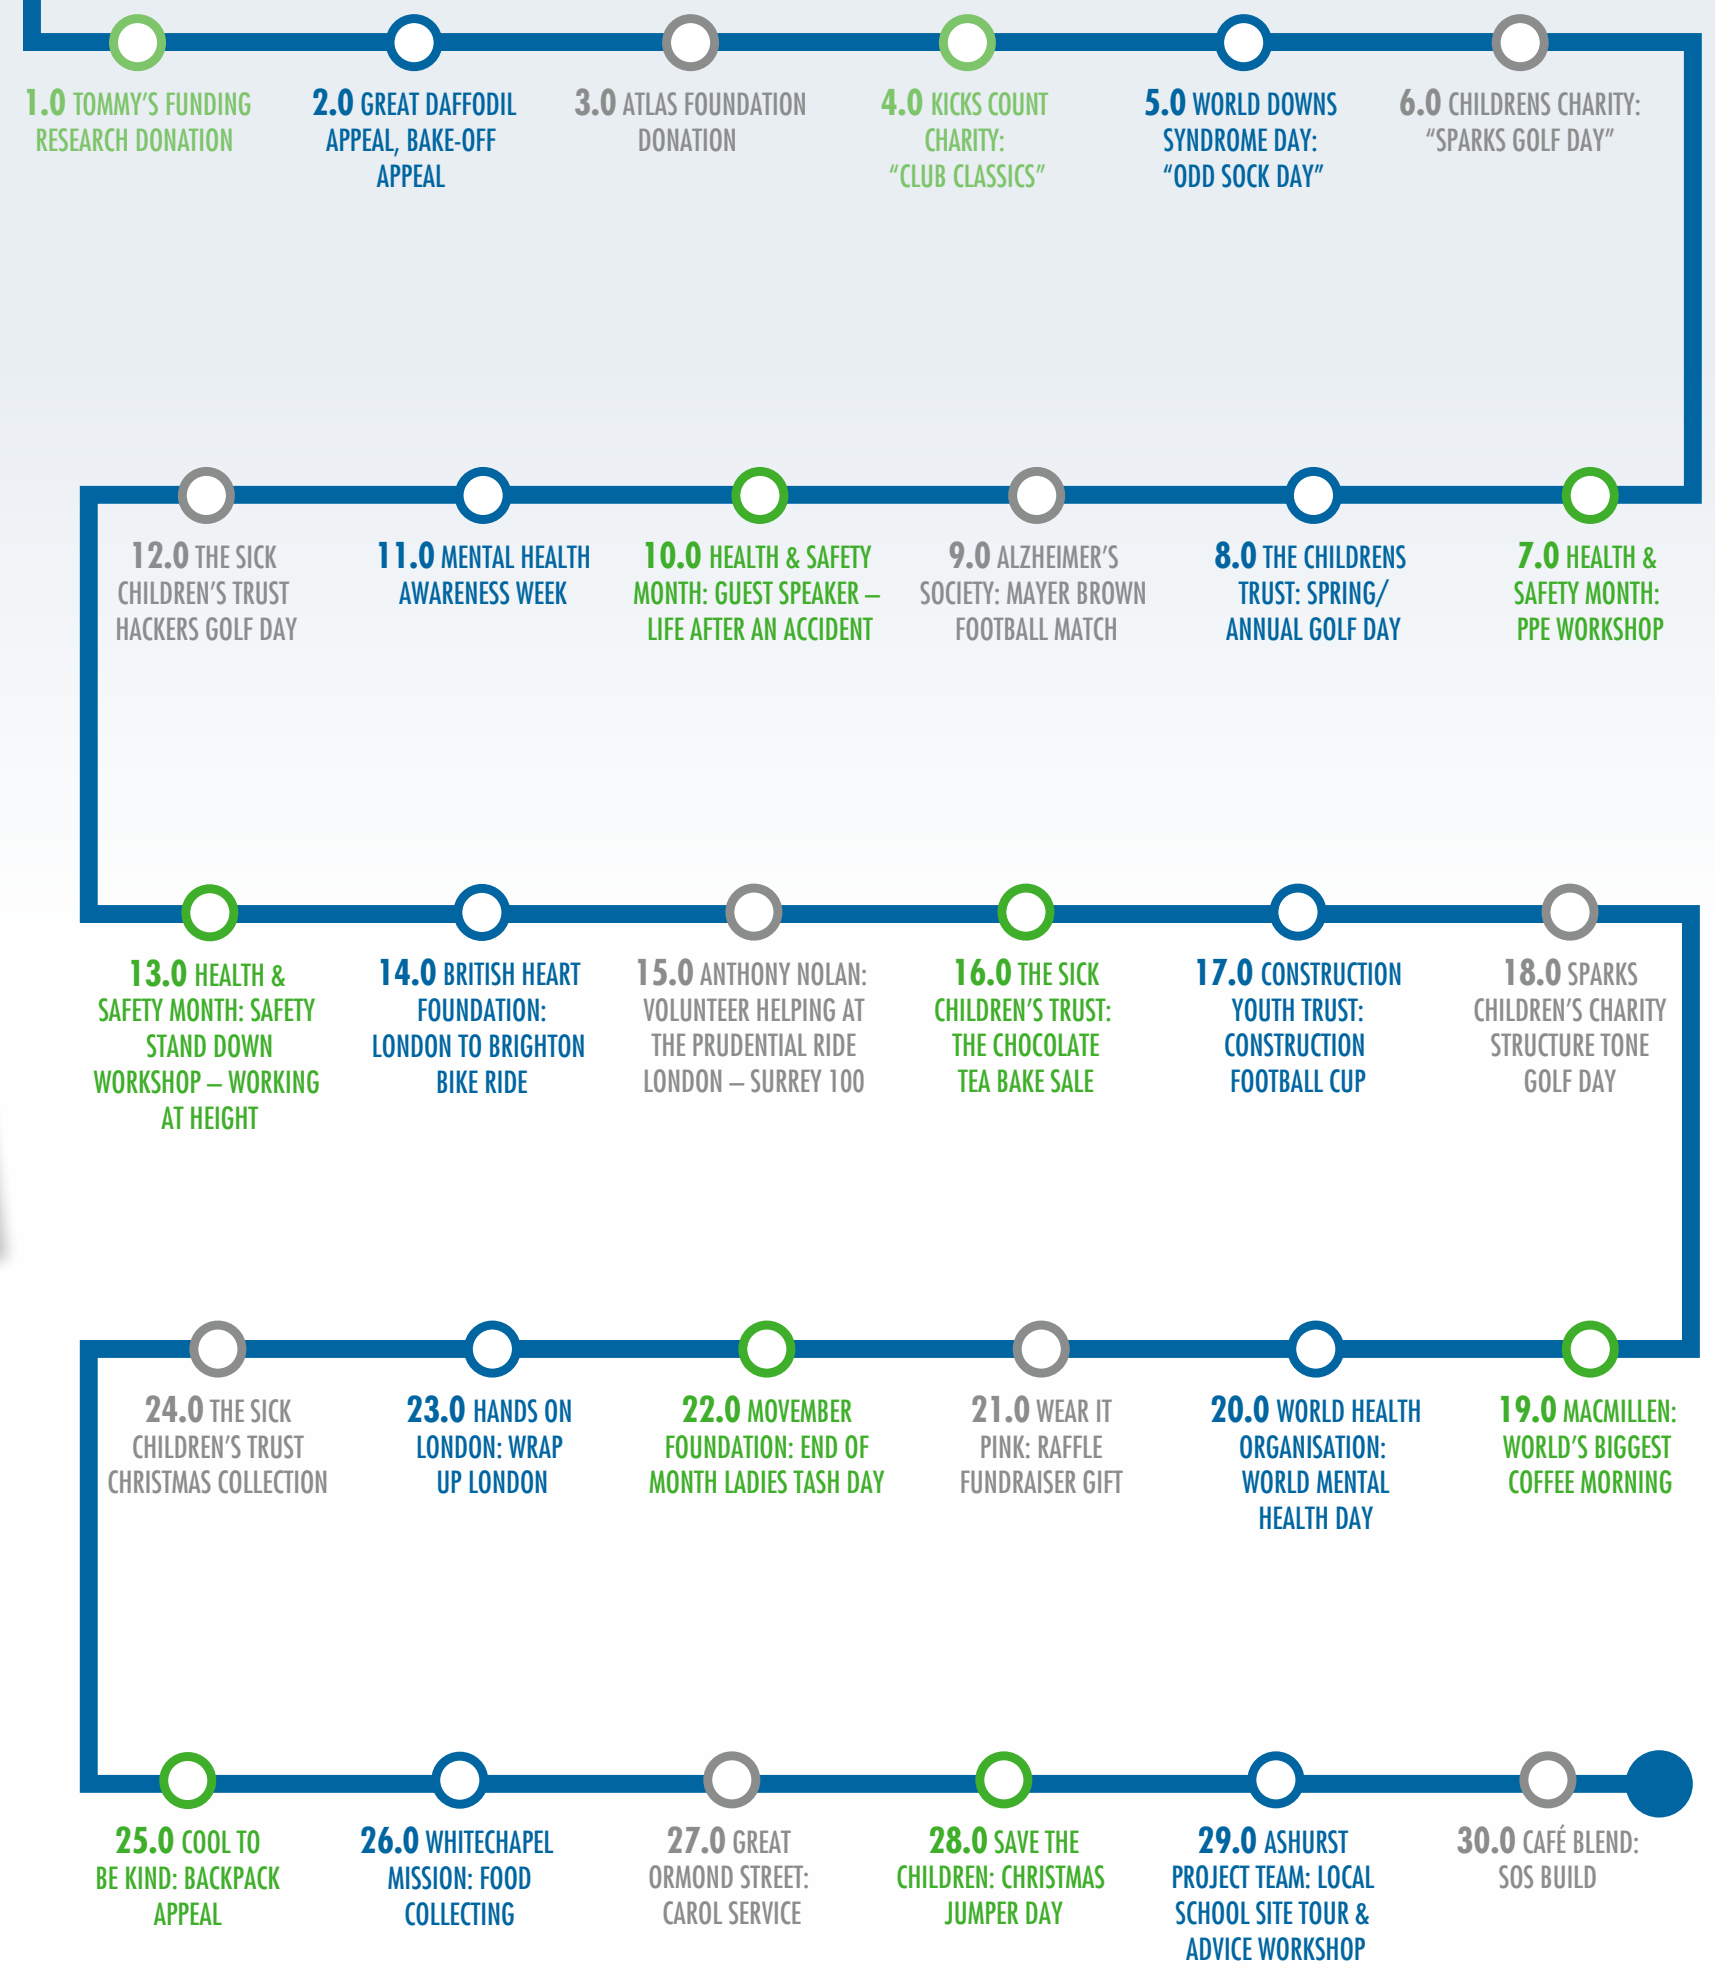 1.0 TOMMY'S FUNDING
RESEARCH DONATION
2.0 GREAT DAFFODIL
APPEAL, BAKE-OFF
APPEAL
3.0 ATLAS FOUNDATION
DONATION
4.0 KICKS COUNT
CHARITY:
“CLUB CLASSICS”
5.0 WORLD DOWNS
SYNDROME DAY:
“ODD SOCK DAY”
6.0 CHILDRENS CHARITY:
“SPARKS GOLF DAY”
12.0 THE SICK
CHILDREN'S TRUST
HACKERS GOLF DAY
11.0 MENTAL HEALTH
AWARENESS WEEK
10.0 HEALTH & SAFETY
MONTH: GUEST SPEAKER –
LIFE AFTER AN ACCIDENT
9.0 ALZHEIMER'S
SOCIETY: MAYER BROWN
FOOTBALL MATCH
8.0 THE CHILDRENS
TRUST: SPRING/
ANNUAL GOLF DAY
7.0 HEALTH &
SAFETY MONTH:
PPE WORKSHOP
13.0 HEALTH &
SAFETY MONTH: SAFETY
STAND DOWN
WORKSHOP – WORKING
AT HEIGHT
14.0 BRITISH HEART
FOUNDATION:
LONDON TO BRIGHTON
BIKE RIDE
15.0 ANTHONY NOLAN:
VOLUNTEER HELPING AT
THE PRUDENTIAL RIDE
LONDON – SURREY 100
16.0 THE SICK
CHILDREN'S TRUST:
THE CHOCOLATE
TEA BAKE SALE
17.0 CONSTRUCTION
YOUTH TRUST:
CONSTRUCTION
FOOTBALL CUP
18.0 SPARKS
CHILDREN'S CHARITY
STRUCTURE TONE
GOLF DAY
24.0 THE SICK
CHILDREN'S TRUST
CHRISTMAS COLLECTION
23.0 HANDS ON
LONDON: WRAP
UP LONDON
22.0 MOVEMBER
FOUNDATION: END OF
MONTH LADIES TASH DAY
21.0 WEAR IT
PINK: RAFFLE
FUNDRAISER GIFT
20.0 WORLD HEALTH
ORGANISATION:
WORLD MENTAL
HEALTH DAY
19.0 MACMILLEN:
WORLD'S BIGGEST
COFFEE MORNING
25.0 COOL TO
BE KIND: BACKPACK
APPEAL
26.0 WHITECHAPEL
MISSION: FOOD
COLLECTING
27.0 GREAT
ORMOND STREET:
CAROL SERVICE
28.0 SAVE THE
CHILDREN: CHRISTMAS
JUMPER DAY
29.0 ASHURST
PROJECT TEAM: LOCAL
SCHOOL SITE TOUR &
ADVICE WORKSHOP
30.0 CAFÉ BLEND:
SOS BUILD